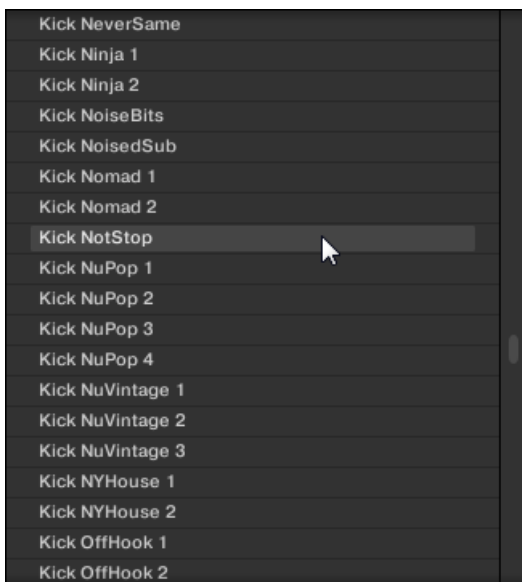 Kick NeverSame
Kick Ninja 1
Kick Ninja 2
Kick NoiseBits
Kick NoisedSub
Kick Nomad 1
Kick Nomad 2
Kick NotStop
Kick NuPop 1
Kick NuPop 2
Kick NuPop 3
Kick NuPop 4
Kick NuVintage 1
Kick NuVintage 2
Kick NuVintage 3
Kick NYHouse 1
Kick NYHouse 2
Kick OffHook 1
Kick OffHook 2